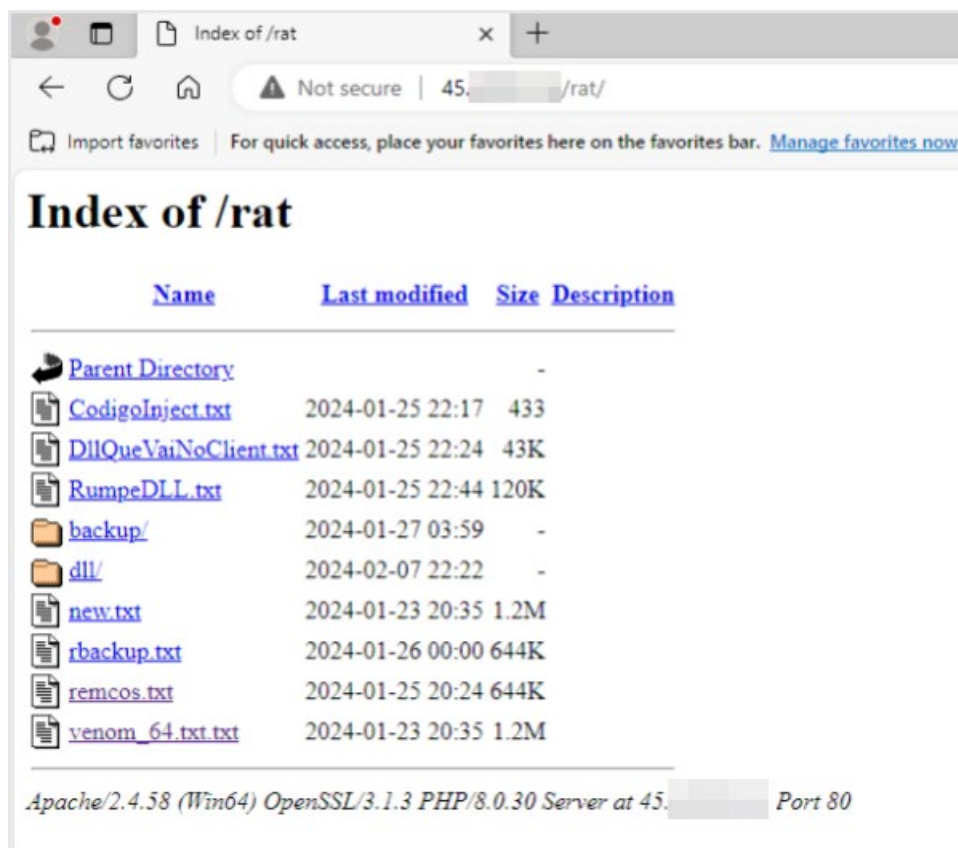 Index of /rat
Not secure | 45. /rat/
Import favorites | For quick access, place your favorites here on the favorites bar. Manage favorites now
Index of /rat
Name Last modified Size Description
Parent Directory -
CodigoInject.txt 2024-01-25 22:17 433
DllQueVaiNoClient.txt 2024-01-25 22:24 43K
RumpeDLL.txt 2024-01-25 22:44 120K
backup/ 2024-01-27 03:59 -
dll/ 2024-02-07 22:22 -
new.txt 2024-01-23 20:35 1.2M
rbackup.txt 2024-01-26 00:00 644K
remcos.txt 2024-01-25 20:24 644K
venom_64.txt.txt 2024-01-23 20:35 1.2M
Apache/2.4.58 (Win64) OpenSSL/3.1.3 PHP/8.0.30 Server at 45. Port 80